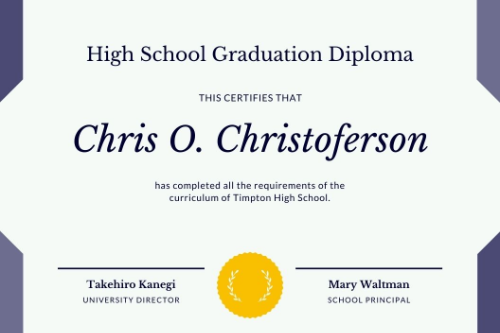 High School Graduation Diploma
THIS CERTIFIES THAT
Chris O. Christoferson
has completed all the requirements of the
curriculum of Timpton High School.
Takehiro Kanegi
UNIVERSITY DIRECTOR
Mary Waltman
SCHOOL PRINCIPAL